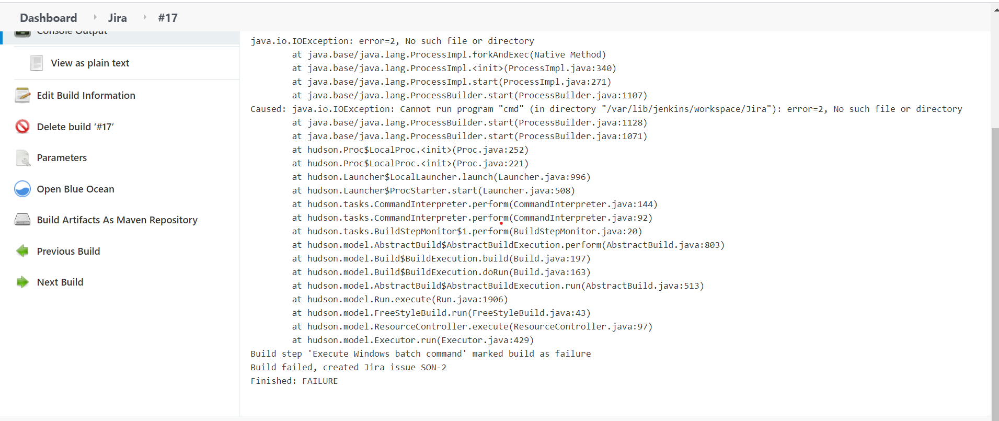 Dashboard
Jira
#17
Console Output
View as plain text
Edit Build Information
Delete build ‘#17’
Parameters
Open Blue Ocean
Build Artifacts As Maven Repository
Previous Build
Next Build
java.io.IOException: error=2, No such file or directory
at java.base/java.lang.ProcessImpl.forkAndExec(Native Method)
at java.base/java.lang.ProcessImpl.<init>(ProcessImpl.java:340)
at java.base/java.lang.ProcessImpl.start(ProcessImpl.java:271)
at java.base/java.lang.ProcessBuilder.start(ProcessBuilder.java:1107)
Caused: java.io.IOException: Cannot run program "cmd" (in directory "/var/lib/jenkins/workspace/Jira"): error=2, No such file or directory
at java.base/java.lang.ProcessBuilder.start(ProcessBuilder.java:1128)
at java.base/java.lang.ProcessBuilder.start(ProcessBuilder.java:1071)
at hudson.Proc$LocalProc.<init>(Proc.java:252)
at hudson.Proc$LocalProc.<init>(Proc.java:221)
at hudson.Launcher$LocalLauncher.launch(Launcher.java:996)
at hudson.Launcher$ProcStarter.start(Launcher.java:508)
at hudson.tasks.CommandInterpreter.perform(CommandInterpreter.java:144)
at hudson.tasks.CommandInterpreter.perform(CommandInterpreter.java:92)
at hudson.tasks.BuildStepMonitor$1.perform(BuildStepMonitor.java:20)
at hudson.model.AbstractBuild$AbstractBuildExecution.perform(AbstractBuild.java:803)
at hudson.model.Build$BuildExecution.build(Build.java:197)
at hudson.model.Build$BuildExecution.doRun(Build.java:163)
at hudson.model.AbstractBuild$AbstractBuildExecution.run(AbstractBuild.java:513)
at hudson.model.Run.execute(Run.java:1906)
at hudson.model.FreeStyleBuild.run(FreeStyleBuild.java:43)
at hudson.model.ResourceController.execute(ResourceController.java:97)
at hudson.model.Executor.run(Executor.java:429)
Build step 'Execute Windows batch command' marked build as failure
Build failed, created Jira issue SON-2
Finished: FAILURE